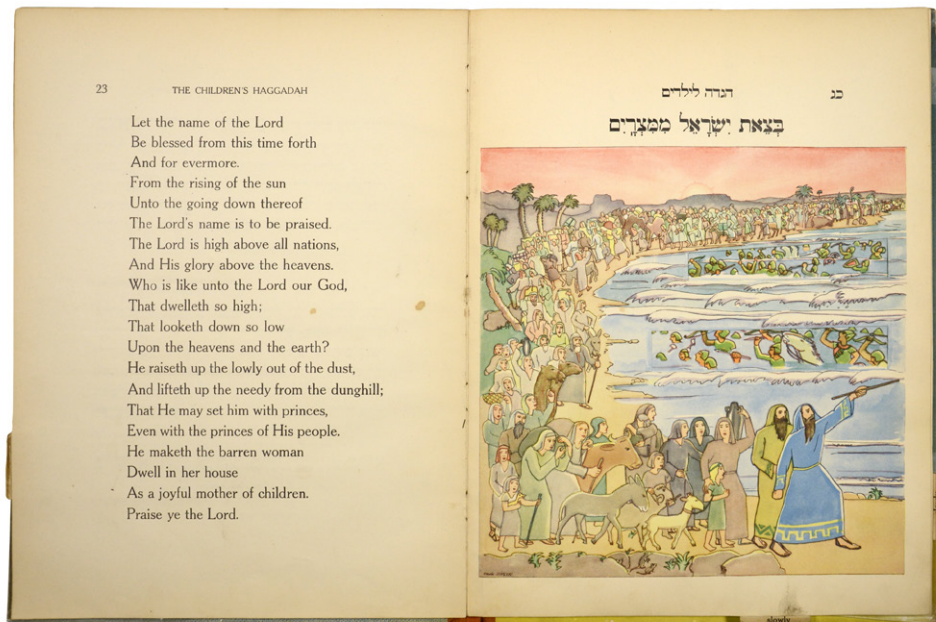 23 THE CHILDREN'S HAGGADAH
Let the name of the Lord
Be blessed from this time forth
And for evermore.
From the rising of the sun
Unto the going down thereof
The Lord's name is to be praised.
The Lord is high above all nations,
And His glory above the heavens.
Who is like unto the Lord our God,
That dwelleth so high;
That looketh down so low
Upon the heavens and the earth?
He raiseth up the lowly out of the dust,
And lifteth up the needy from the dunghill;
That He may set him with princes,
Even with the princes of His people.
He maketh the barren woman
Dwell in her house
As a joyful mother of children.
Praise ye the Lord.
הגדה לילדים כג
בְּצֵאת יִשְׂרָאֵל מִמִּצְרָיִם
slowly